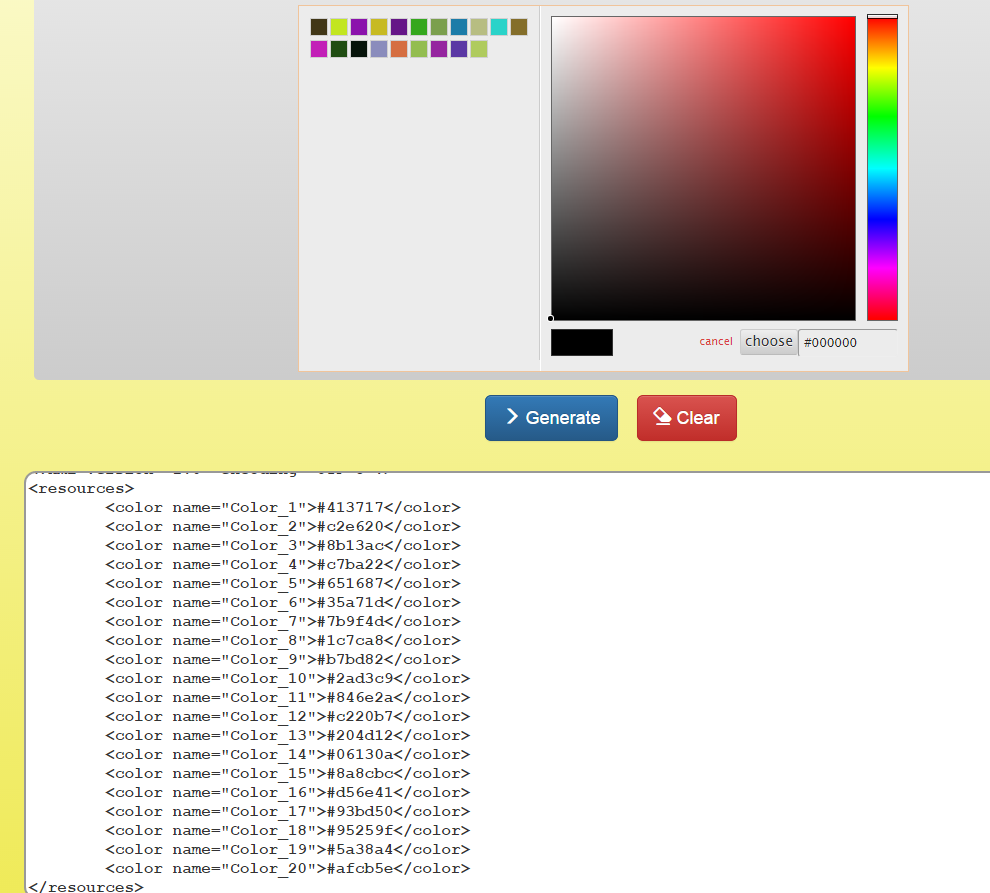 cancel choose #000000
Generate Clear
<resources>
<color name="Color_1">#413717</color>
<color name="Color_2">#c2e620</color>
<color name="Color_3">#8b13ac</color>
<color name="Color_4">#c7ba22</color>
<color name="Color_5">#651687</color>
<color name="Color_6">#35a71d</color>
<color name="Color_7">#7b9f4d</color>
<color name="Color_8">#1c7ca8</color>
<color name="Color_9">#b7bd82</color>
<color name="Color_10">#2ad3c9</color>
<color name="Color_11">#846e2a</color>
<color name="Color_12">#c220b7</color>
<color name="Color_13">#204d12</color>
<color name="Color_14">#06130a</color>
<color name="Color_15">#8a8cbc</color>
<color name="Color_16">#d56e41</color>
<color name="Color_17">#93bd50</color>
<color name="Color_18">#95259f</color>
<color name="Color_19">#5a38a4</color>
<color name="Color_20">#afcb5e</color>
</resources>